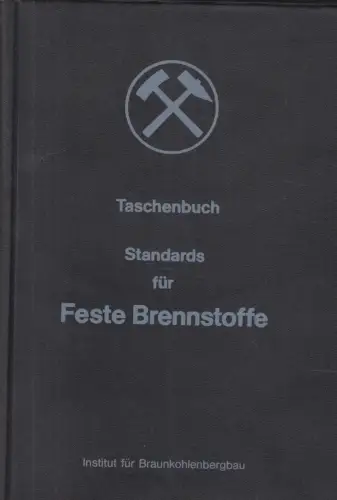 Taschenbuch
Standards
für
Feste Brennstoffe
Institut für Braunkohlenbergbau